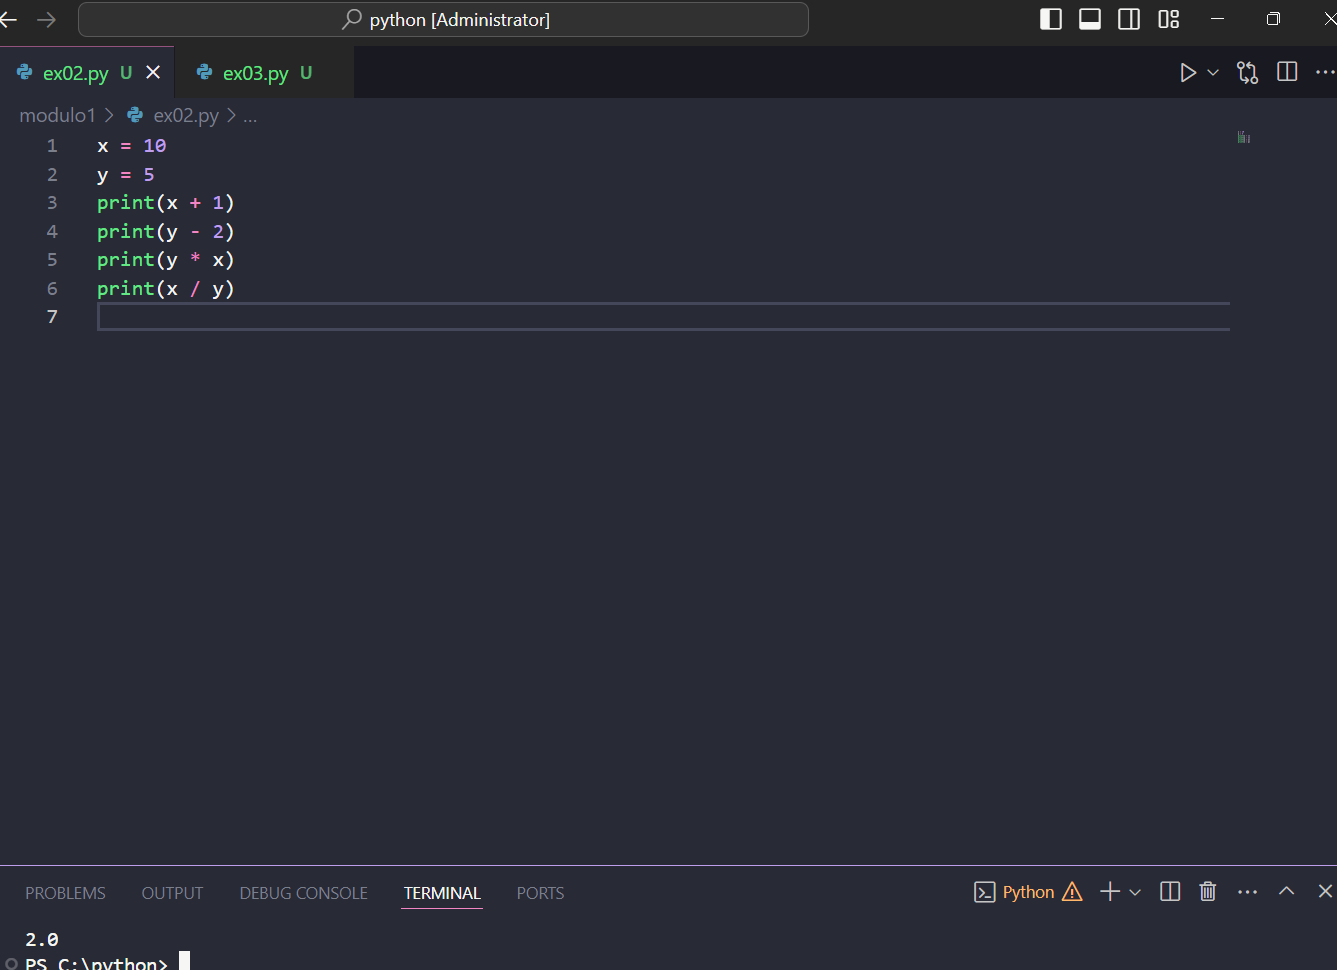 python [Administrator]
ex02.py U
ex03.py U
modulo1 > ex02.py > ...
1 x = 10
2 y = 5
3 print(x + 1)
4 print(y - 2)
5 print(y * x)
6 print(x / y)
7
PROBLEMS OUTPUT DEBUG CONSOLE TERMINAL PORTS Python
2.0
PS C:\python>